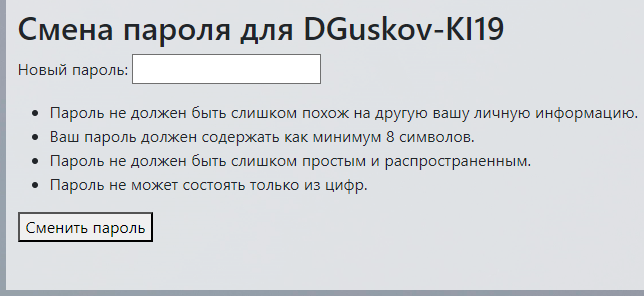 Смена пароля для DGuskov-KI19
Новый пароль:
Пароль не должен быть слишком похож на другую вашу личную информацию.
Ваш пароль должен содержать как минимум 8 символов.
Пароль не должен быть слишком простым и распространенным.
Пароль не может состоять только из цифр.
Сменить пароль